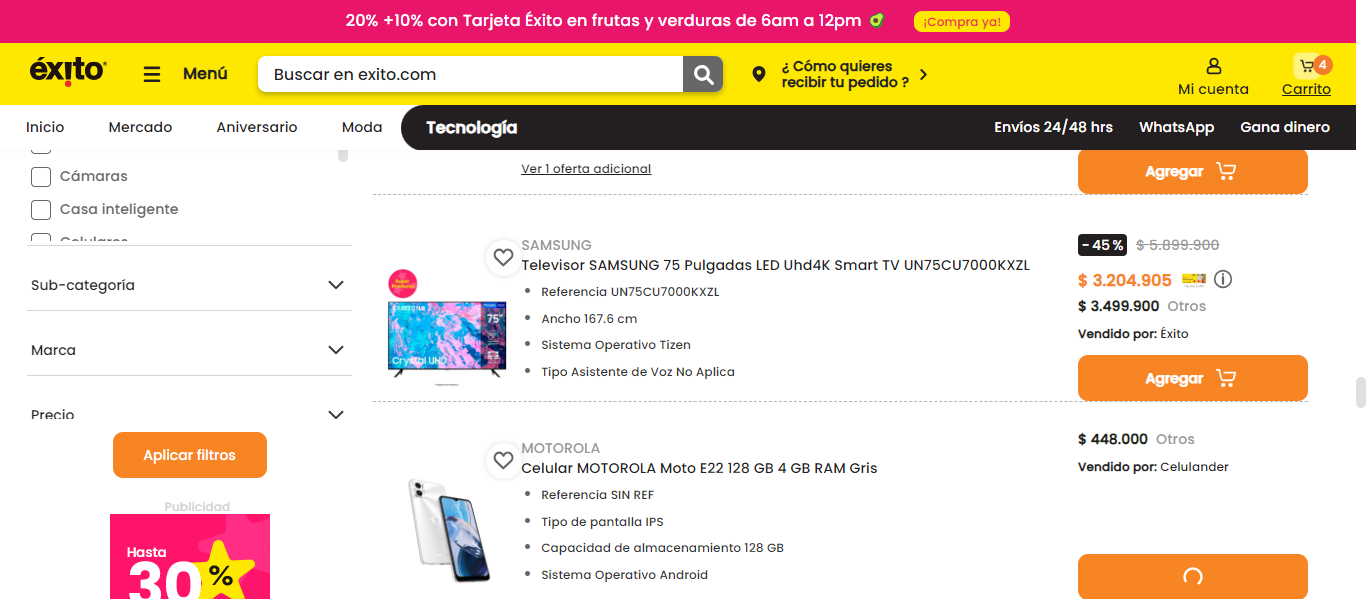 20% +10% con Tarjeta Éxito en frutas y verduras de 6am a 12pm ¡Compra ya!
éxito
Menú
Buscar en exito.com
¿ Cómo quieres
recibir tu pedido ?
4
Mi cuenta
Carrito
Inicio Mercado Aniversario Moda Tecnología Envíos 24/48 hrs WhatsApp Gana dinero
Cámaras
Casa inteligente
Celulares
Sub-categoría
Marca
Precio
Aplicar filtros
Publicidad
Hasta
30%
Ver 1 oferta adicional
Agregar
SAMSUNG
Televisor SAMSUNG 75 Pulgadas LED Uhd4K Smart TV UN75CU7000KXZL
Referencia UN75CU7000KXZL
Ancho 167.6 cm
Sistema Operativo Tizen
Tipo Asistente de Voz No Aplica
SAMSUNG
75"
Crystal UHD
- 45 % $ 5.899.900
$ 3.204.905
$ 3.499.900 Otros
Vendido por: Éxito
Agregar
MOTOROLA
Celular MOTOROLA Moto E22 128 GB 4 GB RAM Gris
Referencia SIN REF
Tipo de pantalla IPS
Capacidad de almacenamiento 128 GB
Sistema Operativo Android
$ 448.000 Otros
Vendido por: Celulander